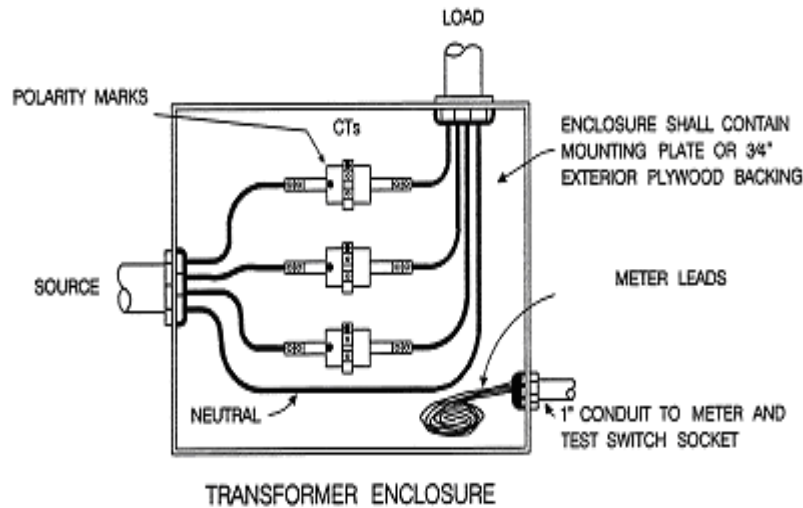 LOAD
POLARITY MARKS
CTs
ENCLOSURE SHALL CONTAIN
MOUNTING PLATE OR 3/4"
EXTERIOR PLYWOOD BACKING
SOURCE
METER LEADS
NEUTRAL
1" CONDUIT TO METER AND
TEST SWITCH SOCKET
TRANSFORMER ENCLOSURE